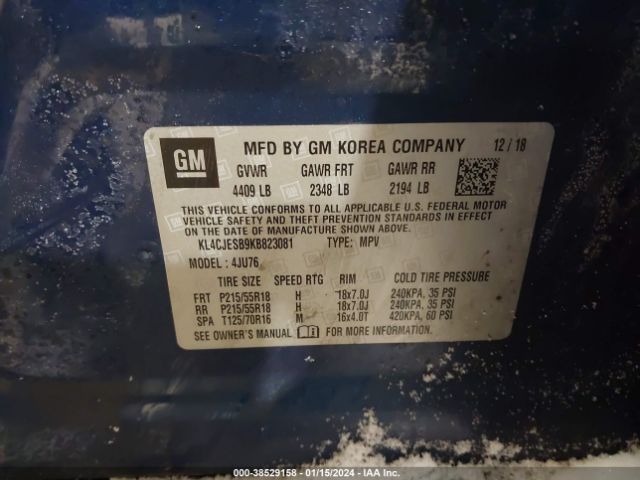 GM MFD BY GM KOREA COMPANY 12/18
GVWR GAWR FRT GAWR RR
4409 LB 2348 LB 2194 LB
THIS VEHICLE CONFORMS TO ALL APPLICABLE U.S. FEDERAL MOTOR
VEHICLE SAFETY AND THEFT PREVENTION STANDARDS IN EFFECT
ON THE DATE OF MANUFACTURE SHOWN ABOVE.
KL4CJESB9KB823081 TYPE: MPV
MODEL : 4JU76
TIRE SIZE SPEED RTG RIM COLD TIRE PRESSURE
FRT P215/55R18 H 18x7.0J 240KPA, 35 PSI
RR P215/55R18 H 18x7.0J 240KPA, 35 PSI
SPA T125/70R16 M 16x4.0T 420KPA, 60 PSI
SEE OWNER'S MANUAL FOR MORE INFORMATION.
000-38529158 - 01/15/2024 - IAA Inc.